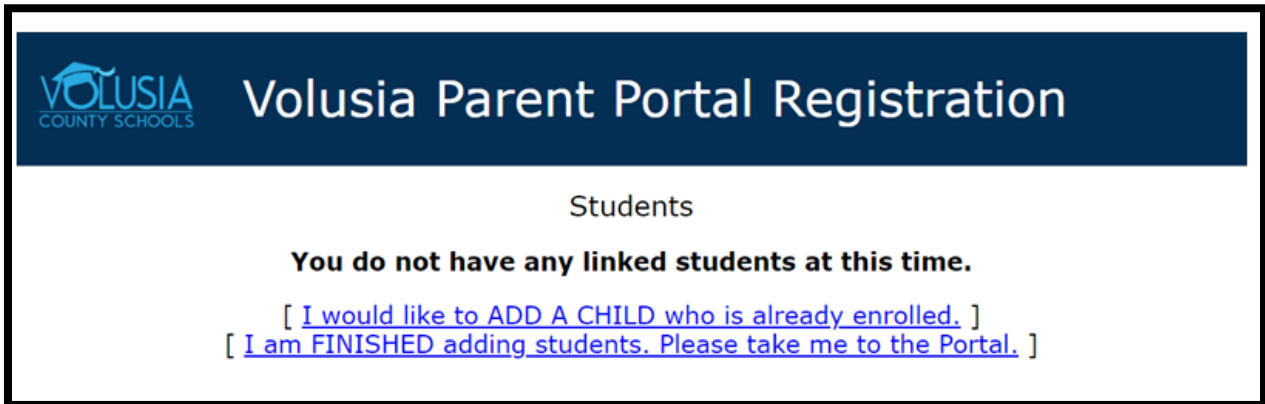 VOLUSIA
COUNTY SCHOOLS
Volusia Parent Portal Registration
Students
You do not have any linked students at this time.
[ I would like to ADD A CHILD who is already enrolled. ]
[ I am FINISHED adding students. Please take me to the Portal. ]